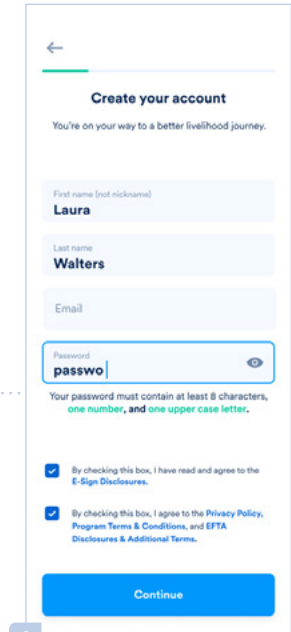 Create your account
You're on your way to a better livelihood journey.
First name (not nickname)
Laura
Last name
Walters
Email
Password
passwo
Your password must contain at least 8 characters,
one number, and one upper case letter.
By checking this box, I have read and agree to the
E-Sign Disclosures.
By checking this box, I agree to the Privacy Policy,
Program Terms & Conditions, and EFTA
Disclosures & Additional Terms.
Continue